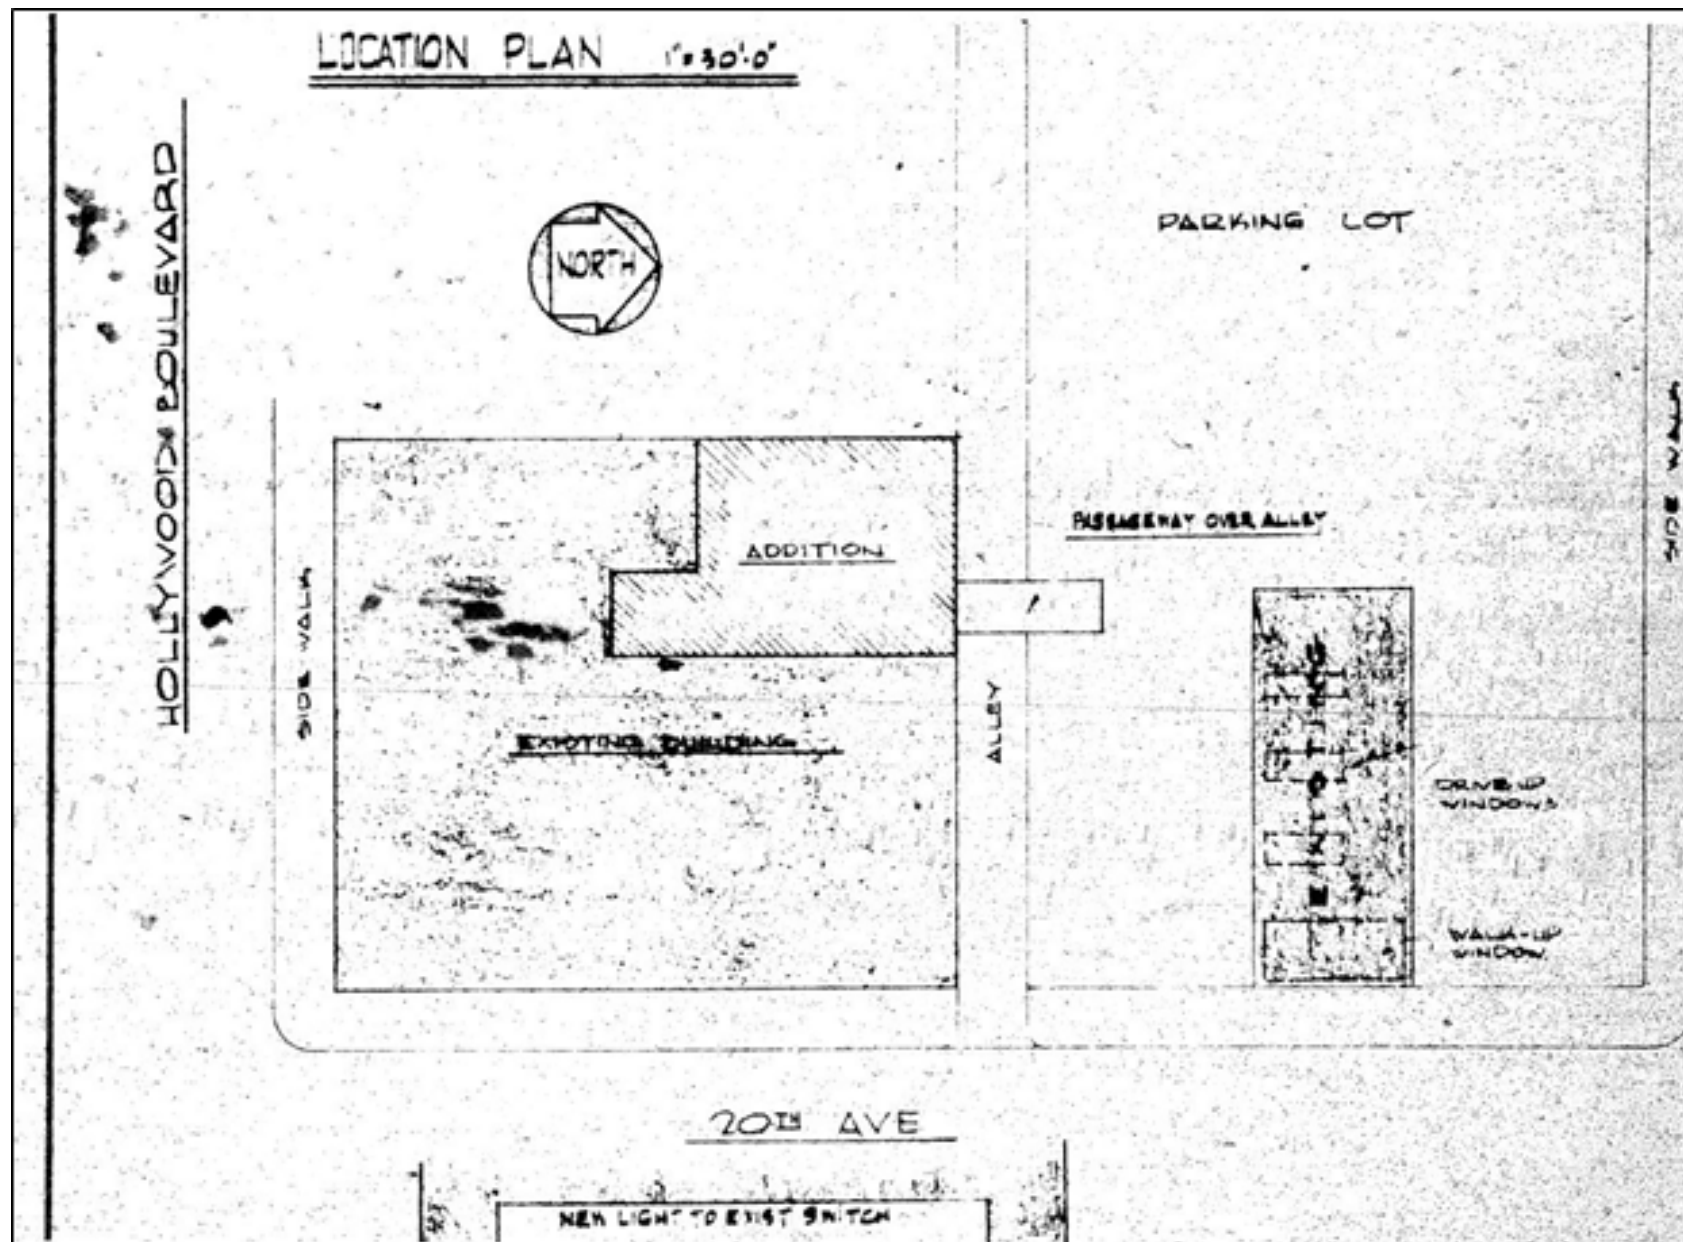 LOCATION PLAN 1"=30'-0"
HOLLYWOOD BOULEVARD
NORTH
PARKING LOT
SIDE WALK
PASSAGEWAY OVER ALLEY
ADDITION
SIDE WALK
ALLEY
EXISTING BUILDING
EXISTING
DRIVE UP
WINDOWS
WALK-UP
WINDOW
20TH AVE
NEW LIGHT TO EXIST SWITCH